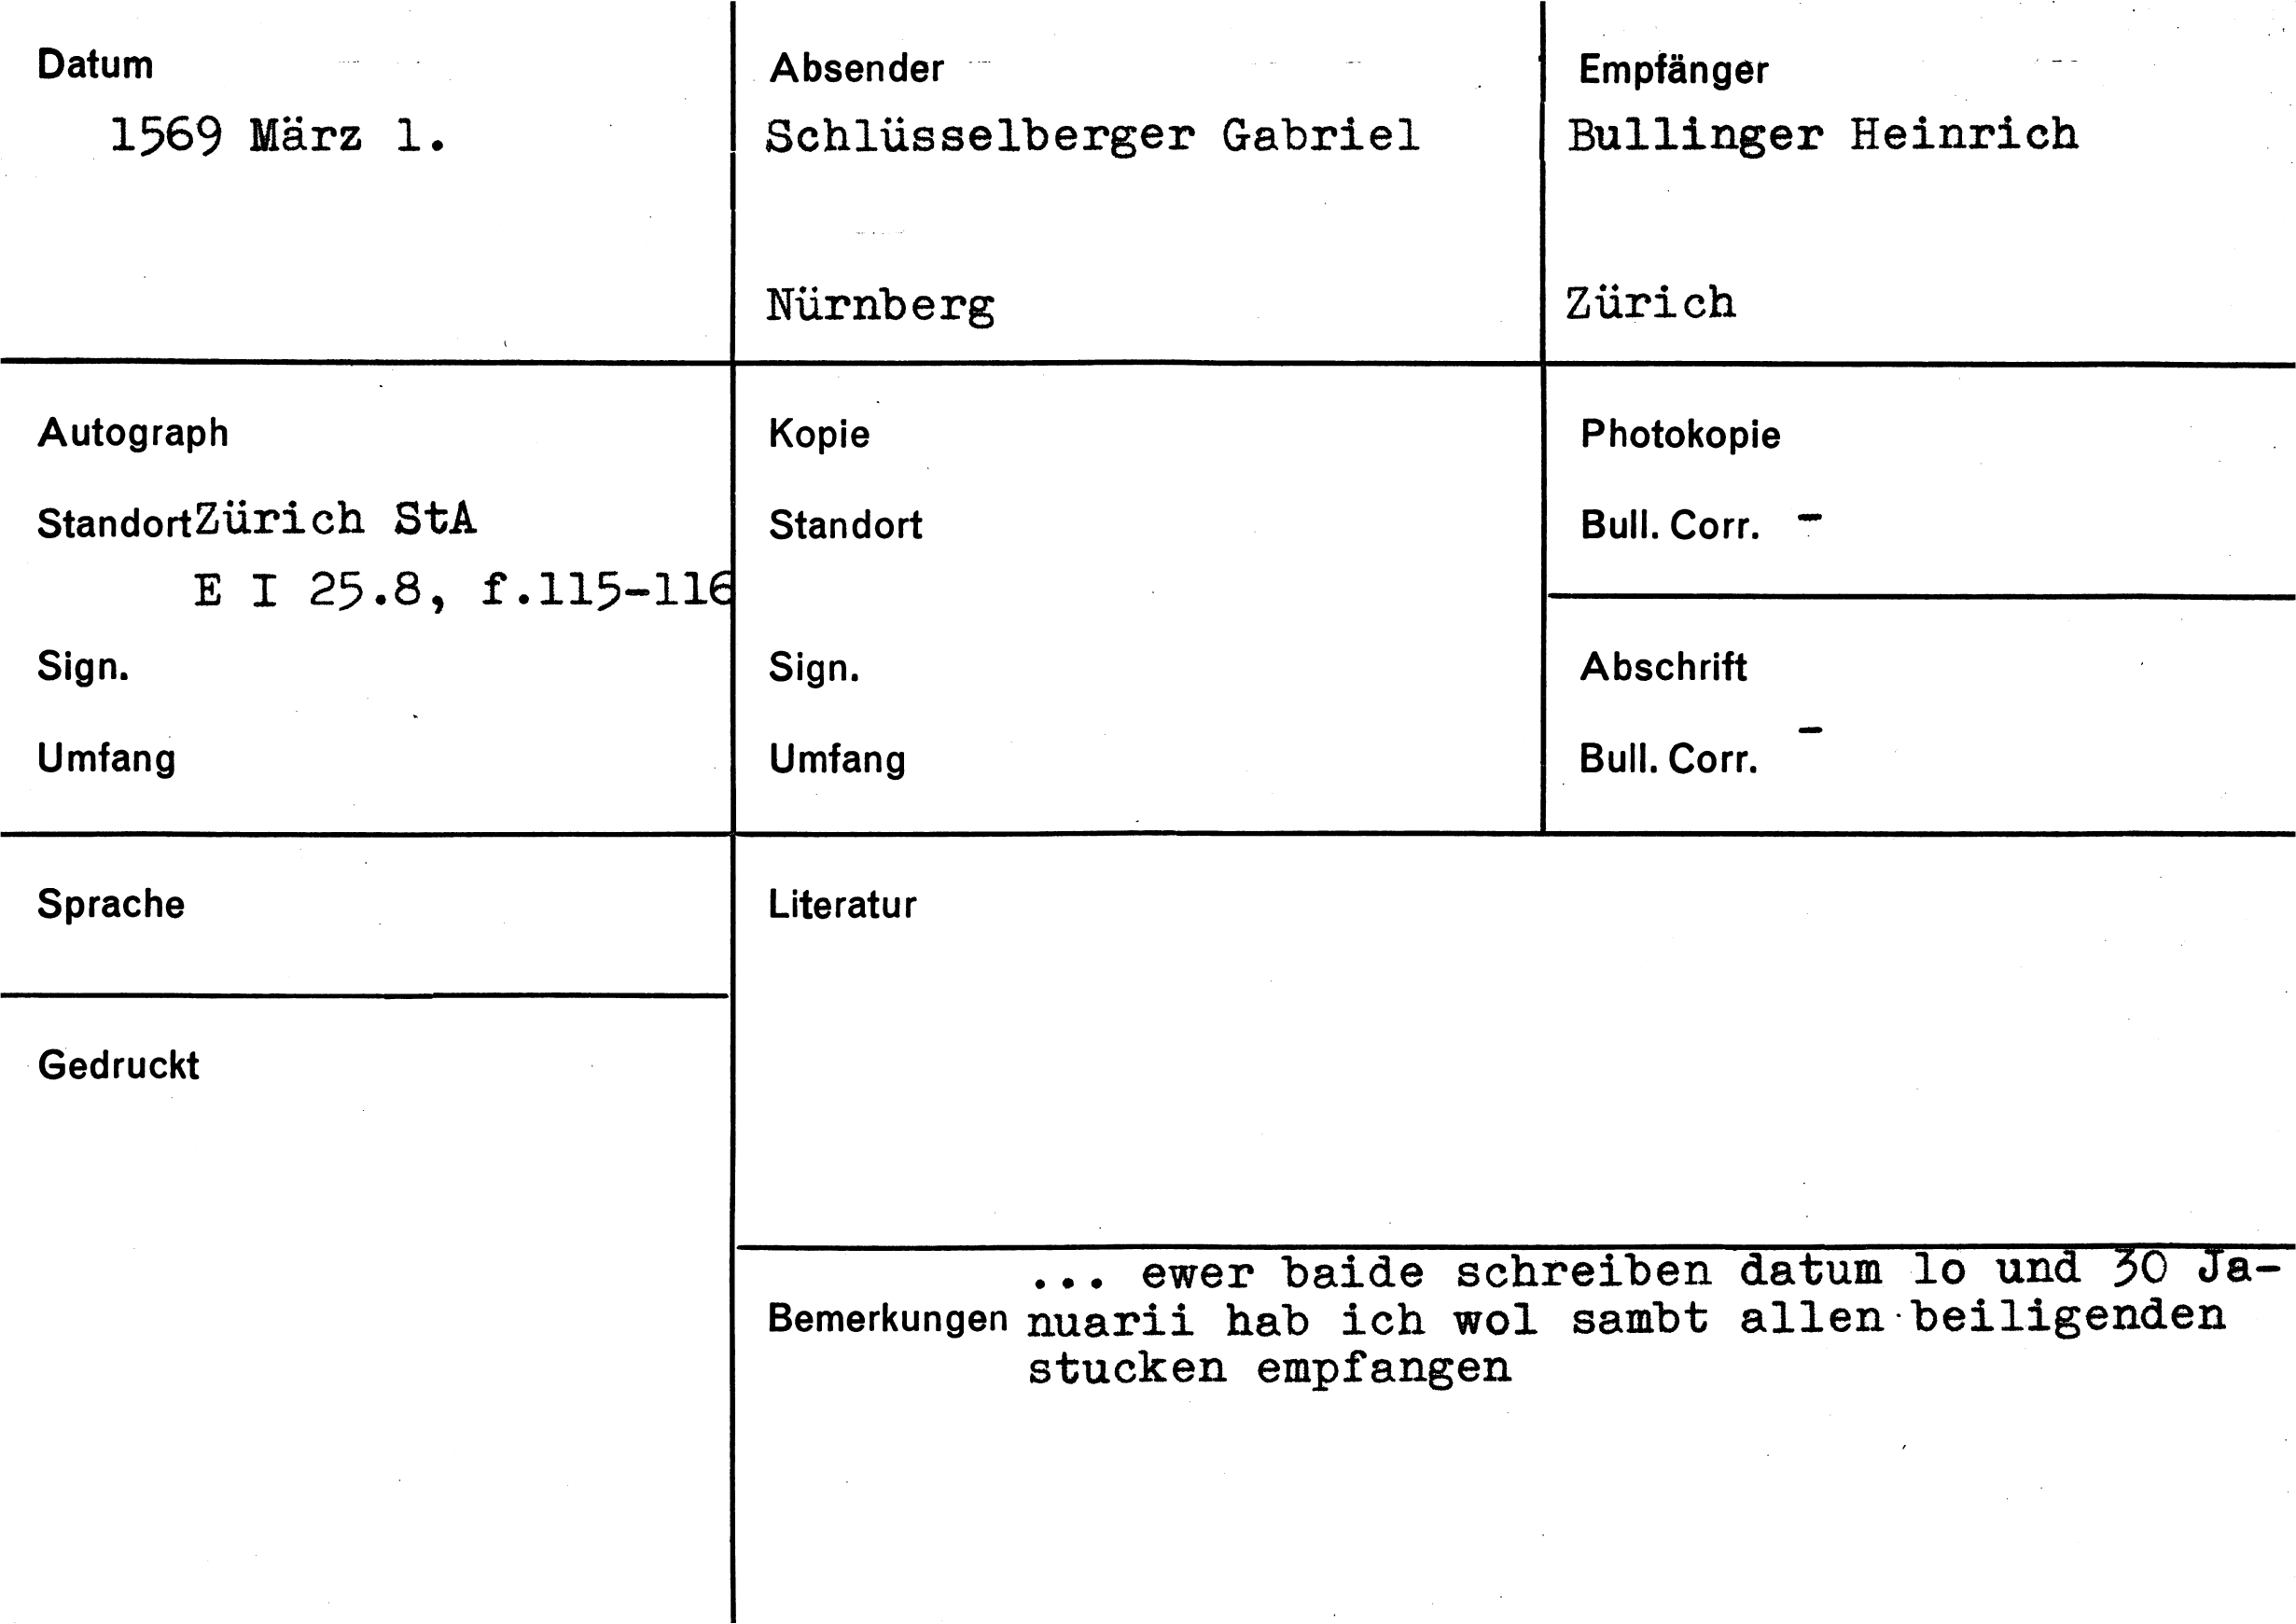 Datum
1569 März 1.
Absender
Schlüsselberger Gabriel
Nürnberg
Empfänger
Bullinger Heinrich
Zürich
Autograph
Standort Zürich StA
E I 25.8, f.115-116
Sign.
Umfang
Kopie
Standort
Sign.
Umfang
Photokopie
Bull. Corr. -
Abschrift
Bull. Corr. -
Sprache
Gedruckt
Literatur
Bemerkungen
... ewer baide schreiben datum lo und 30 Ja-
nuarii hab ich wol sambt allen beiligenden
stucken empfangen